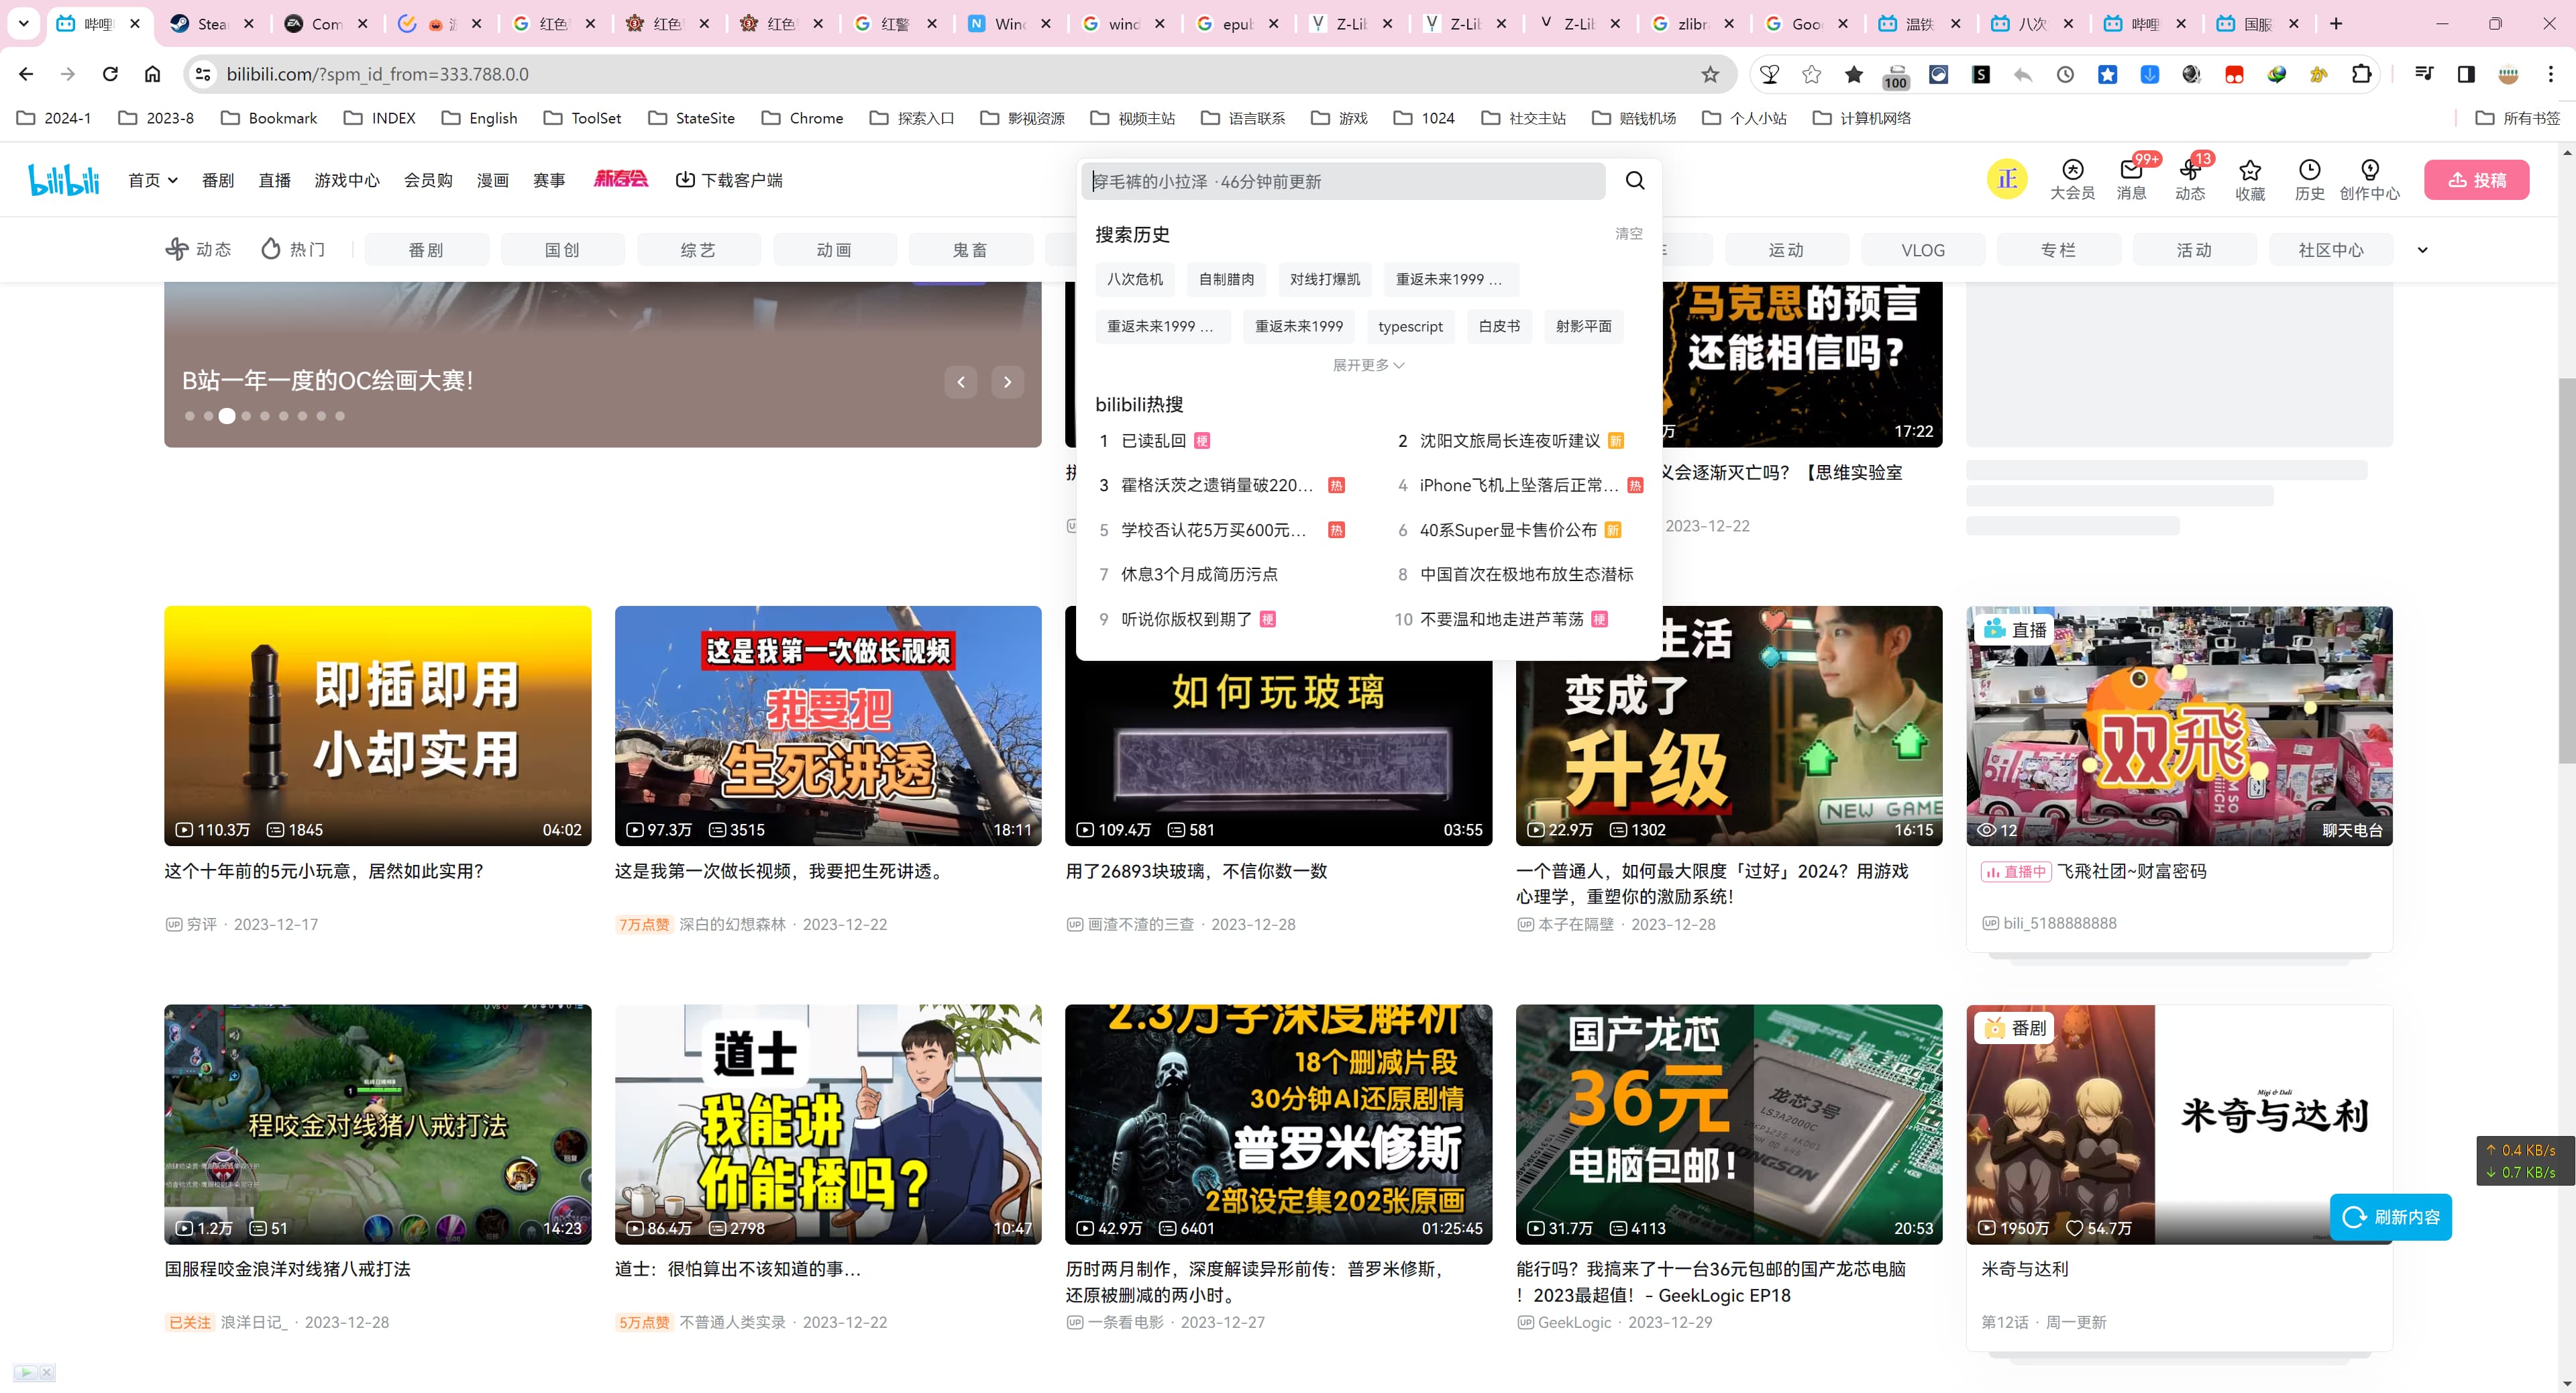 哔哩
Stea
Com
红色
红色
红色
红警
Winc
wind
epub
Z-Lib
Z-Lib
Z-Lib
zlibr
Goo
温铁
八次
哔哩
国服
bilibili.com/?spm_id_from=333.788.0.0
100
2024-1
2023-8
Bookmark
INDEX
English
ToolSet
StateSite
Chrome
探索入口
影视资源
视频主站
语言联系
游戏
1024
社交主站
赔钱机场
个人小站
计算机网络
所有书签
bilibili
首页
番剧
直播
游戏中心
会员购
漫画
赛事
新春会
下载客户端
穿毛裤的小拉泽 ·46分钟前更新
正
大会员
99+
消息
13
动态
收藏
历史
创作中心
投稿
动态
热门
番剧
国创
综艺
动画
鬼畜
运动
VLOG
专栏
活动
社区中心
搜索历史
清空
八次危机
自制腊肉
对线打爆凯
重返未来1999 ...
重返未来1999 ...
重返未来1999
typescript
白皮书
射影平面
展开更多
bilibili热搜
1 已读乱回 梗
2 沈阳文旅局长连夜听建议 新
3 霍格沃茨之遗销量破220... 热
4 iPhone飞机上坠落后正常... 热
5 学校否认花5万买600元... 热
6 40系Super显卡售价公布 新
7 休息3个月成简历污点
8 中国首次在极地布放生态潜标
9 听说你版权到期了 梗
10 不要温和地走进芦苇荡 梗
B站一年一度的OC绘画大赛！
马克思的预言
还能相信吗？
万
17:22
义会逐渐灭亡吗？【思维实验室
2023-12-22
即插即用
小却实用
110.3万 1845 04:02
这个十年前的5元小玩意，居然如此实用？
穷评 · 2023-12-17
这是我第一次做长视频
我要把
生死讲透
97.3万 3515 18:11
这是我第一次做长视频，我要把生死讲透。
7万点赞 深白的幻想森林 · 2023-12-22
如何玩玻璃
109.4万 581 03:55
用了26893块玻璃，不信你数一数
画渣不渣的三查 · 2023-12-28
生活
变成了
升级
NEW GAME
22.9万 1302 16:15
一个普通人，如何最大限度「过好」2024？用游戏
心理学，重塑你的激励系统！
本子在隔壁 · 2023-12-28
直播
双飛
12 聊天电台
直播中 飞飛社团~财富密码
bili_5188888888
程咬金对线猪八戒打法
1.2万 51 14:23
国服程咬金浪洋对线猪八戒打法
已关注 浪洋日记_ · 2023-12-28
道士
我能讲
你能播吗？
86.4万 2798 10:47
道士：很怕算出不该知道的事...
5万点赞 不普通人类实录 · 2023-12-22
2.3万字深度解析
18个删减片段
30分钟AI还原剧情
普罗米修斯
2部设定集202张原画
42.9万 6401 01:25:45
历时两月制作，深度解读异形前传：普罗米修斯，
还原被删减的两小时。
一条看电影 · 2023-12-27
国产龙芯
36元
电脑包邮！
龙芯3号
LS3A2000C
LOONGSON
31.7万 4113 20:53
能行吗？我搞来了十一台36元包邮的国产龙芯电脑
！2023最超值！- GeekLogic EP18
GeekLogic · 2023-12-29
番剧
Migi & Dali
米奇与达利
1950万 54.7万
米奇与达利
第12话 · 周一更新
↑ 0.4 KB/s
↓ 0.7 KB/s
刷新内容